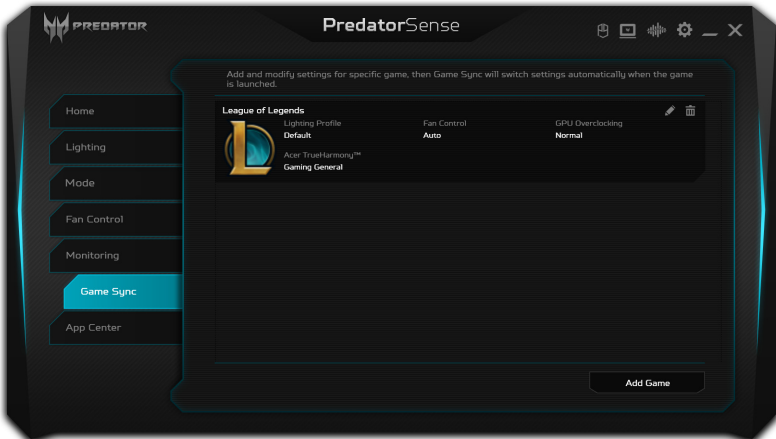 PREDATOR
PredatorSense
Add and modify settings for specific game, then Game Sync will switch settings automatically when the game
is launched.
Home
Lighting
Mode
Fan Control
Monitoring
Game Sync
App Center
League of Legends
Lighting Profile
Default
Fan Control
Auto
GPU Overclocking
Normal
Acer TrueHarmony™
Gaming General
Add Game